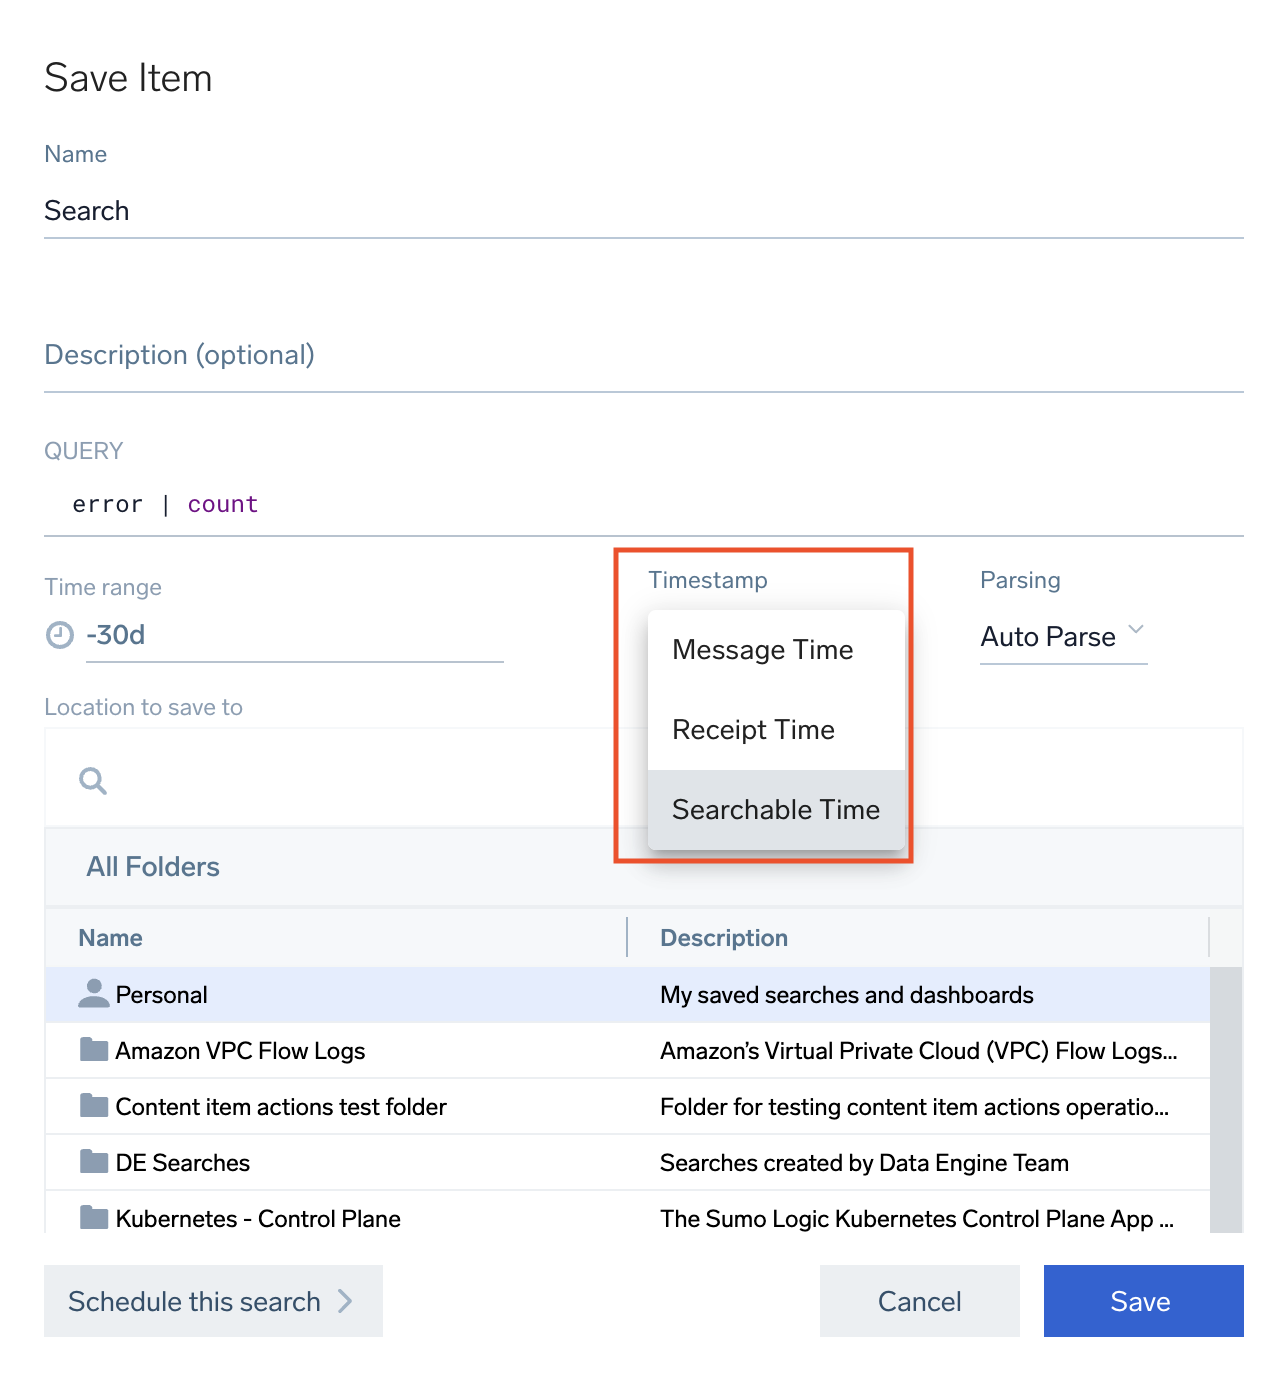 Save Item
Name
Search
Description (optional)
QUERY
error | count
Time range
-30d
Timestamp
Message Time
Receipt Time
Searchable Time
Parsing
Auto Parse
Location to save to
All Folders
Name Description
Personal My saved searches and dashboards
Amazon VPC Flow Logs Amazon’s Virtual Private Cloud (VPC) Flow Logs...
Content item actions test folder Folder for testing content item actions operatio...
DE Searches Searches created by Data Engine Team
Kubernetes - Control Plane The Sumo Logic Kubernetes Control Plane App ...
Schedule this search Cancel Save